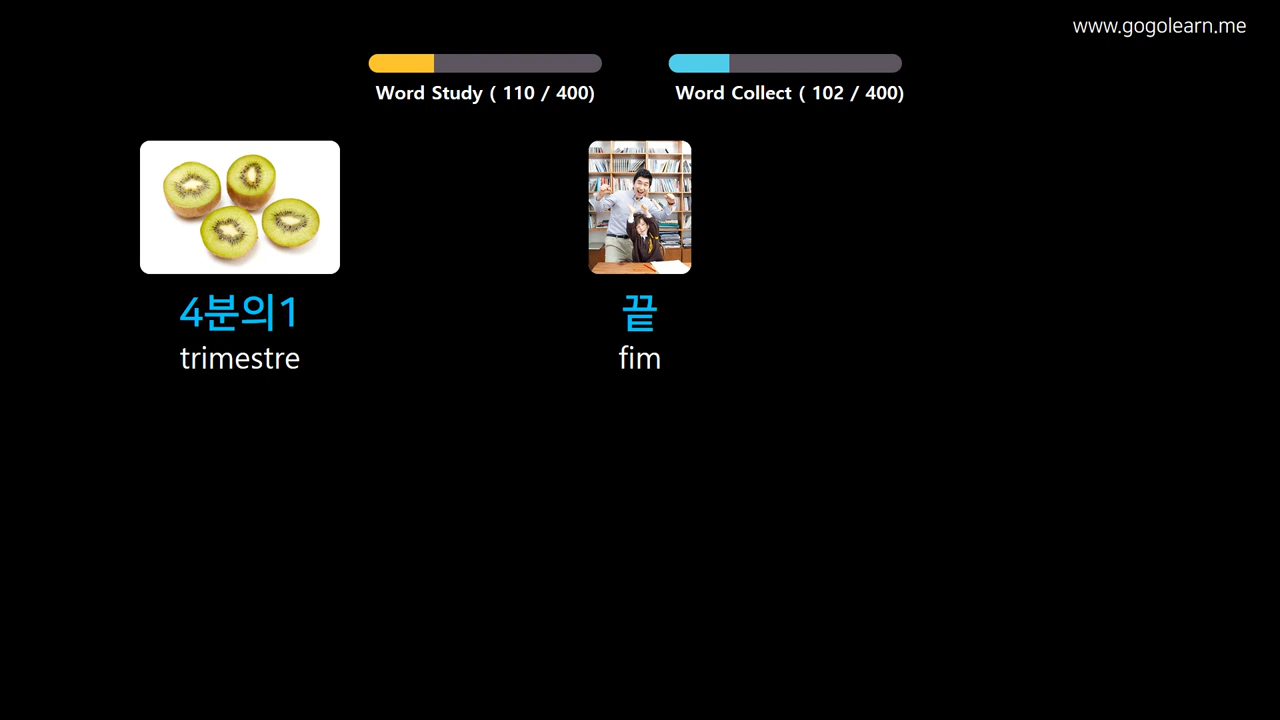 www.gogolearn.me
Word Study ( 110 / 400)
Word Collect ( 102 / 400)
4분의1
끝
trimestre
fim